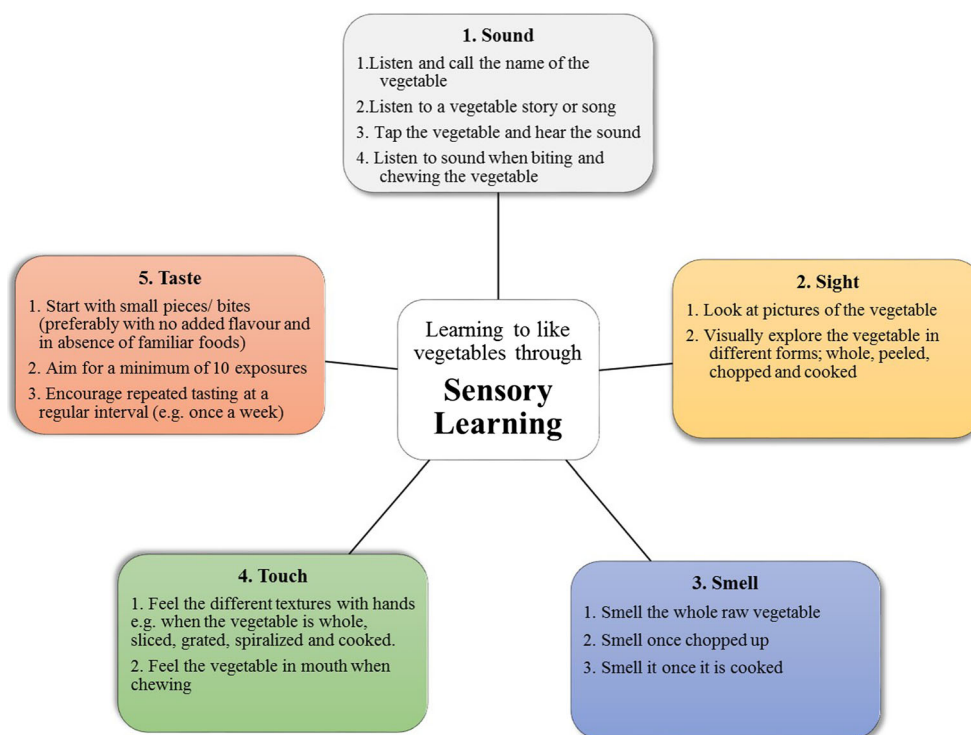 1. Sound
1.Listen and call the name of the
vegetable
2.Listen to a vegetable story or song
3. Tap the vegetable and hear the sound
4. Listen to sound when biting and
chewing the vegetable
5. Taste
1. Start with small pieces/ bites
(preferably with no added flavour and
in absence of familiar foods)
2. Aim for a minimum of 10 exposures
3. Encourage repeated tasting at a
regular interval (e.g. once a week)
Learning to like
vegetables through
Sensory
Learning
2. Sight
1. Look at pictures of the vegetable
2. Visually explore the vegetable in
different forms; whole, peeled,
chopped and cooked
4. Touch
1. Feel the different textures with hands
e.g. when the vegetable is whole,
sliced, grated, spiralized and cooked.
2. Feel the vegetable in mouth when
chewing
3. Smell
1. Smell the whole raw vegetable
2. Smell once chopped up
3. Smell it once it is cooked